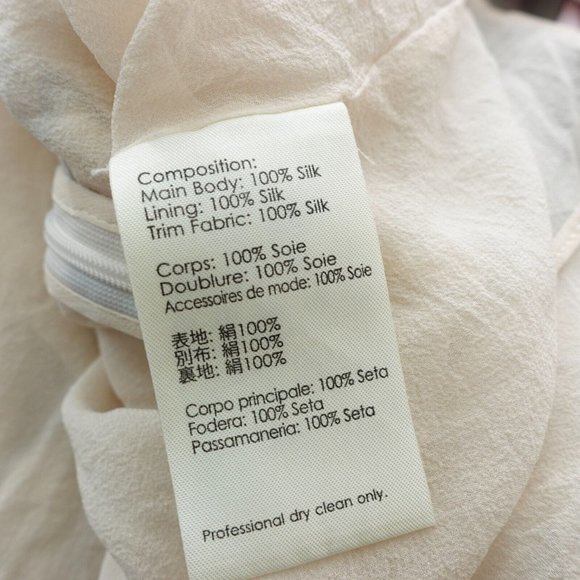 Composition:
Main Body: 100% Silk
Lining: 100% Silk
Trim Fabric: 100% Silk
Corps: 100% Soie
Doublure: 100% Soie
Accessoires de mode: 100% Soie
表地: 絹100%
別布: 絹100%
裏地: 絹100%
Corpo principale: 100% Seta
Fodera: 100% Seta
Passamaneria: 100% Seta
Professional dry clean only.